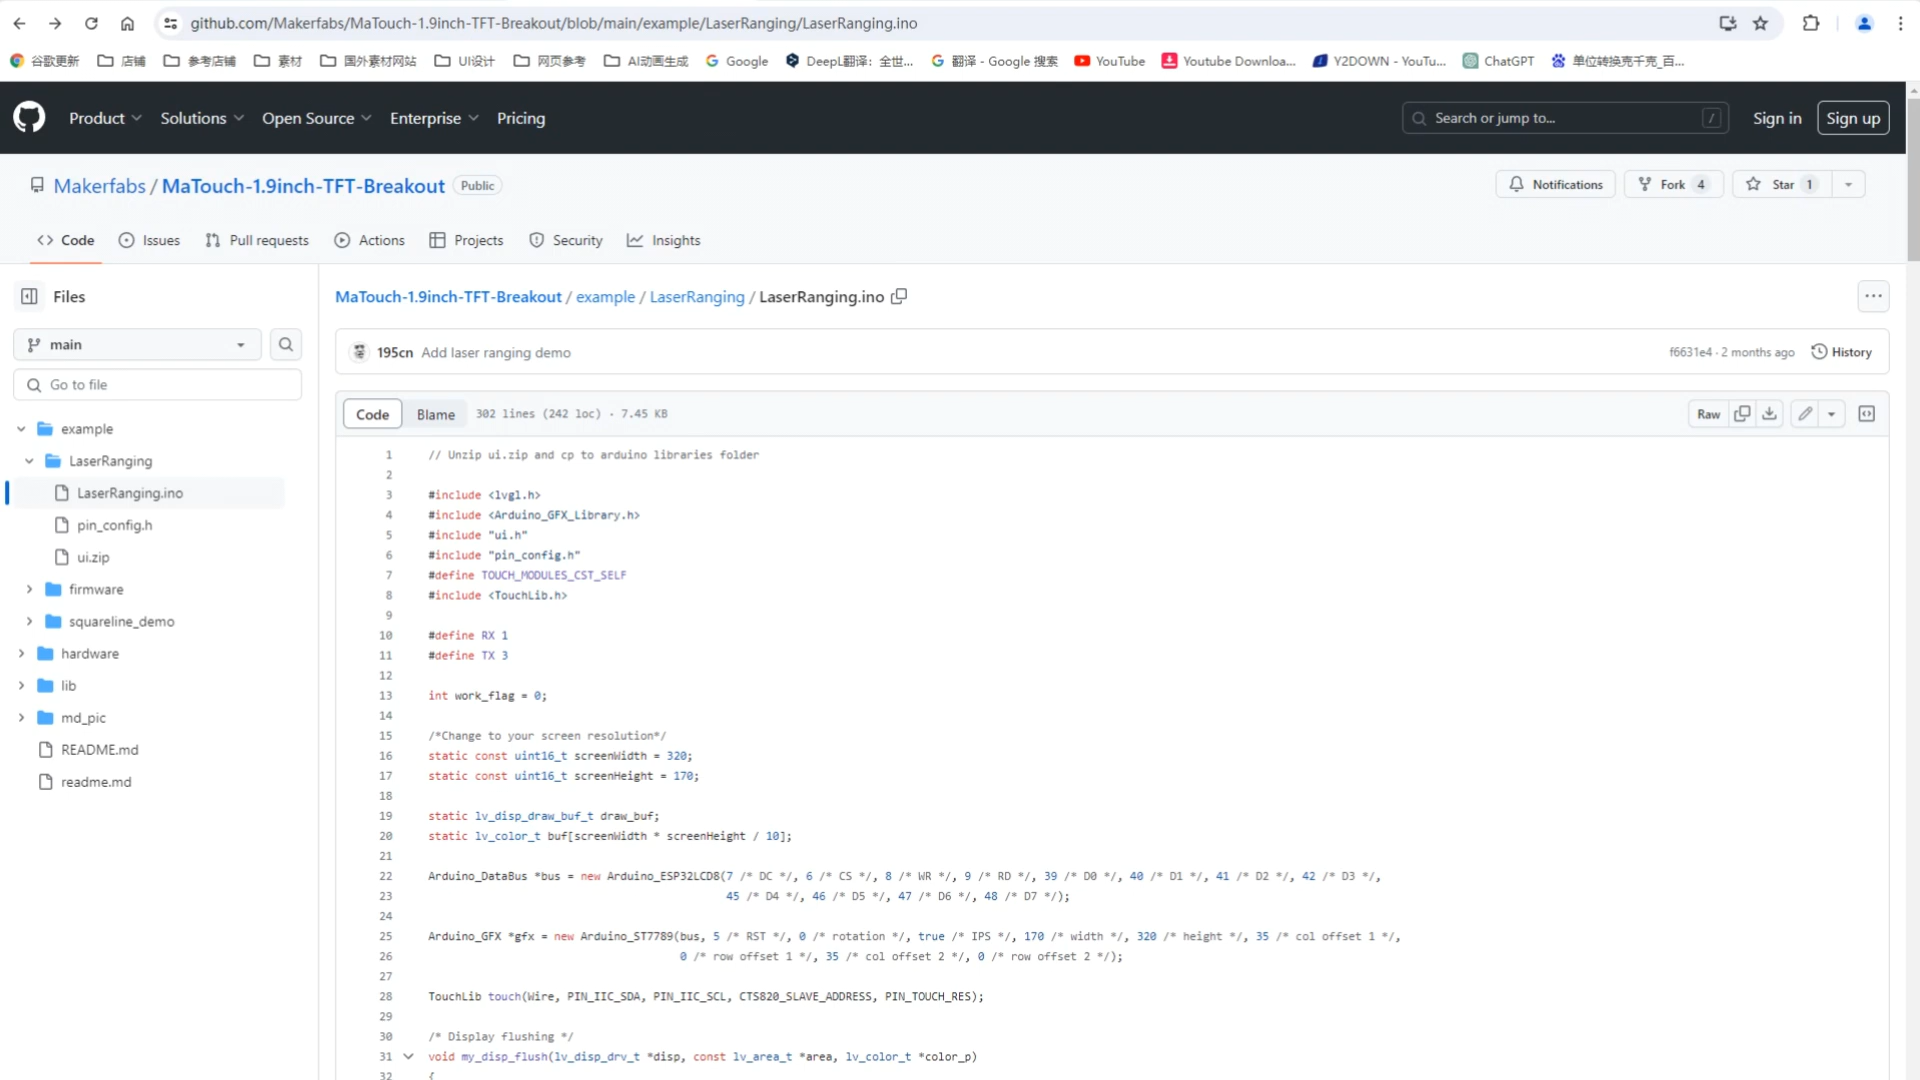 github.com/Makerfabs/MaTouch-1.9inch-TFT-Breakout/blob/main/example/LaserRanging/LaserRanging.ino
谷歌更新 店铺 参考店铺 素材 国外素材网站 UI设计 网页参考 AI动画生成 Google DeepL翻译：全世... 翻译 - Google 搜索 YouTube Youtube Downloa... Y2DOWN - YouTu... ChatGPT 单位转换克千克_百...
Product Solutions Open Source Enterprise Pricing Search or jump to... / Sign in Sign up
Makerfabs / MaTouch-1.9inch-TFT-Breakout Public Notifications Fork 4 Star 1
Code Issues Pull requests Actions Projects Security Insights
Files
main
Go to file
example
LaserRanging
LaserRanging.ino
pin_config.h
ui.zip
firmware
squareline_demo
hardware
lib
md_pic
README.md
readme.md
MaTouch-1.9inch-TFT-Breakout / example / LaserRanging / LaserRanging.ino
195cn Add laser ranging demo f6631e4 · 2 months ago History
Code Blame 302 lines (242 loc) · 7.45 KB Raw
1 // Unzip ui.zip and cp to arduino libraries folder
2
3 #include <lvgl.h>
4 #include <Arduino_GFX_Library.h>
5 #include "ui.h"
6 #include "pin_config.h"
7 #define TOUCH_MODULES_CST_SELF
8 #include <TouchLib.h>
9
10 #define RX 1
11 #define TX 3
12
13 int work_flag = 0;
14
15 /*Change to your screen resolution*/
16 static const uint16_t screenWidth = 320;
17 static const uint16_t screenHeight = 170;
18
19 static lv_disp_draw_buf_t draw_buf;
20 static lv_color_t buf[screenWidth * screenHeight / 10];
21
22 Arduino_DataBus *bus = new Arduino_ESP32LCD8(7 /* DC */, 6 /* CS */, 8 /* WR */, 9 /* RD */, 39 /* D0 */, 40 /* D1 */, 41 /* D2 */, 42 /* D3 */,
23 45 /* D4 */, 46 /* D5 */, 47 /* D6 */, 48 /* D7 */);
24
25 Arduino_GFX *gfx = new Arduino_ST7789(bus, 5 /* RST */, 0 /* rotation */, true /* IPS */, 170 /* width */, 320 /* height */, 35 /* col offset 1 */,
26 0 /* row offset 1 */, 35 /* col offset 2 */, 0 /* row offset 2 */);
27
28 TouchLib touch(Wire, PIN_IIC_SDA, PIN_IIC_SCL, CTS820_SLAVE_ADDRESS, PIN_TOUCH_RES);
29
30 /* Display flushing */
31 void my_disp_flush(lv_disp_drv_t *disp, const lv_area_t *area, lv_color_t *color_p)
32 {